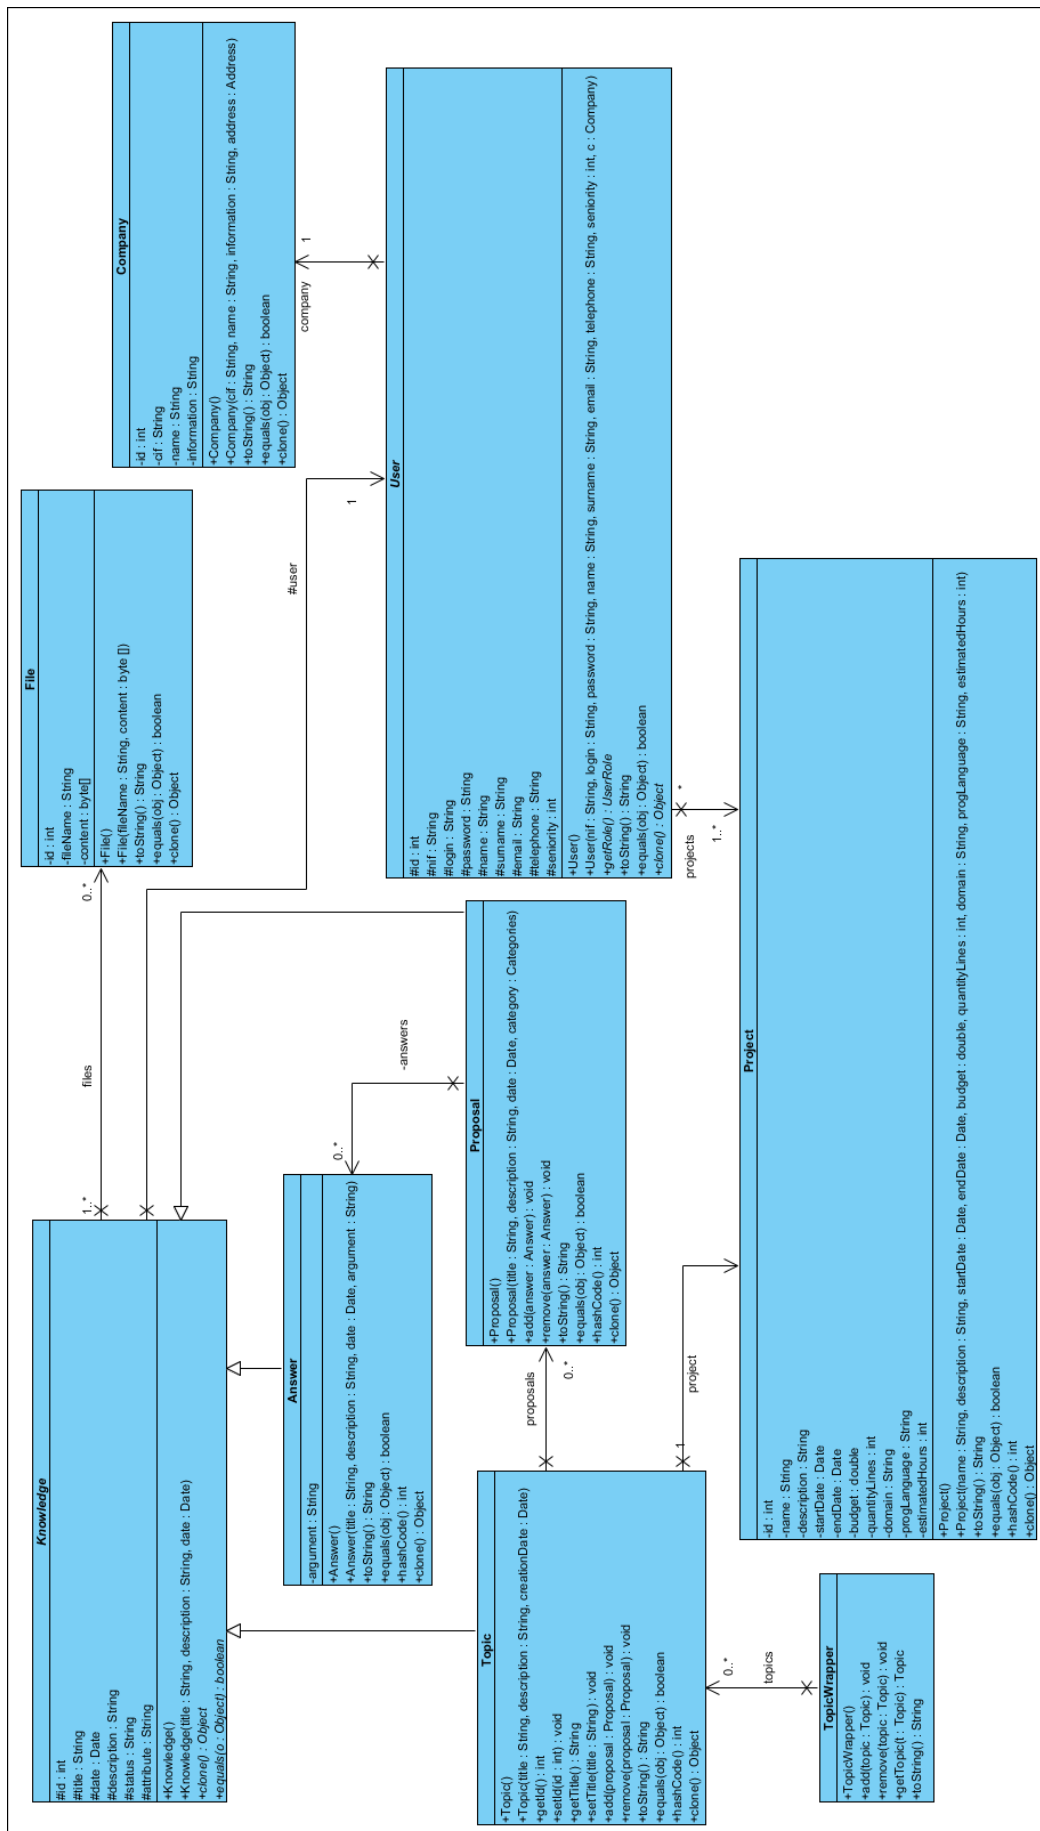 Knowledge
#id : int
#title : String
#date : Date
#description : String
#status : String
#attribute : String
+Knowledge()
+Knowledge(title : String, description : String, date : Date)
+clone() : Object
+equals(o : Object) : boolean
1..*
files
0..*
File
-id : int
-fileName : String
-content : byte[]
+File()
+File(fileName : String, content : byte [])
+toString() : String
+equals(obj : Object) : boolean
+clone() : Object
Company
-id : int
-cif : String
-name : String
-information : String
+Company()
+Company(cif : String, name : String, information : String, address : Address)
+toString() : String
+equals(obj : Object) : boolean
+clone() : Object
company
1
#user
1
Answer
-argument : String
+Answer()
+Answer(title : String, description : String, date : Date, argument : String)
+toString() : String
+equals(obj : Object) : boolean
+hashCode() : int
+clone() : Object
0..*
-answers
User
#id : int
#nif : String
#login : String
#password : String
#name : String
#surname : String
#email : String
#telephone : String
#seniority : int
+User()
+User(nif : String, login : String, password : String, name : String, surname : String, email : String, telephone : String, seniority : int, c : Company)
+getRole() : UserRole
+toString() : String
+equals(obj : Object) : boolean
+clone() : Object
Topic
+Topic()
+Topic(title : String, description : String, creationDate : Date)
+getId() : int
+setId(id : int) : void
+getTitle() : String
+setTitle(title : String) : void
+add(proposal : Proposal) : void
+remove(proposal : Proposal) : void
+toString() : String
+equals(obj : Object) : boolean
+hashCode() : int
+clone() : Object
proposals
0..*
Proposal
+Proposal()
+Proposal(title : String, description : String, date : Date, category : Categories)
+add(answer : Answer) : void
+remove(answer : Answer) : void
+toString() : String
+equals(obj : Object) : boolean
+hashCode() : int
+clone() : Object
1
project
projects
*
1..*
0..*
topics
TopicWrapper
+TopicWrapper()
+add(topic : Topic) : void
+remove(topic : Topic) : void
+getTopic(t : Topic) : Topic
+toString() : String
Project
-id : int
-name : String
-description : String
-startDate : Date
-endDate : Date
-budget : double
-quantityLines : int
-domain : String
-progLanguage : String
-estimatedHours : int
+Project()
+Project(name : String, description : String, startDate : Date, endDate : Date, budget : double, quantityLines : int, domain : String, progLanguage : String, estimatedHours : int)
+toString() : String
+equals(obj : Object) : boolean
+hashCode() : int
+clone() : Object